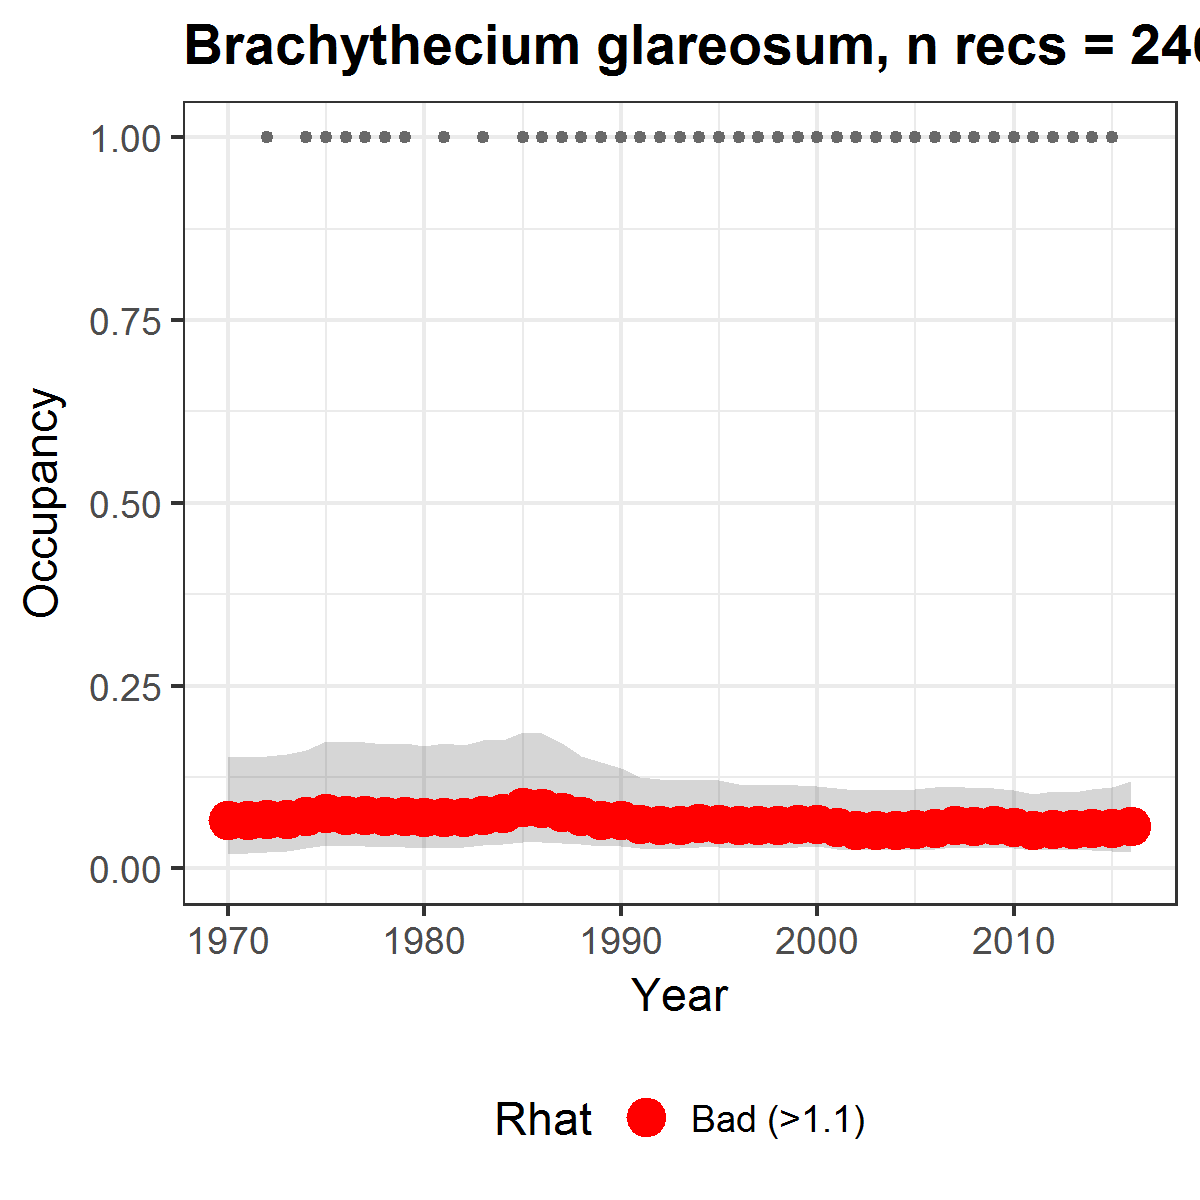 Brachythecium glareosum, n recs = 240
1.00
0.75
0.50
0.25
0.00
Occupancy
1970 1980 1990 2000 2010
Year
Rhat Bad (>1.1)